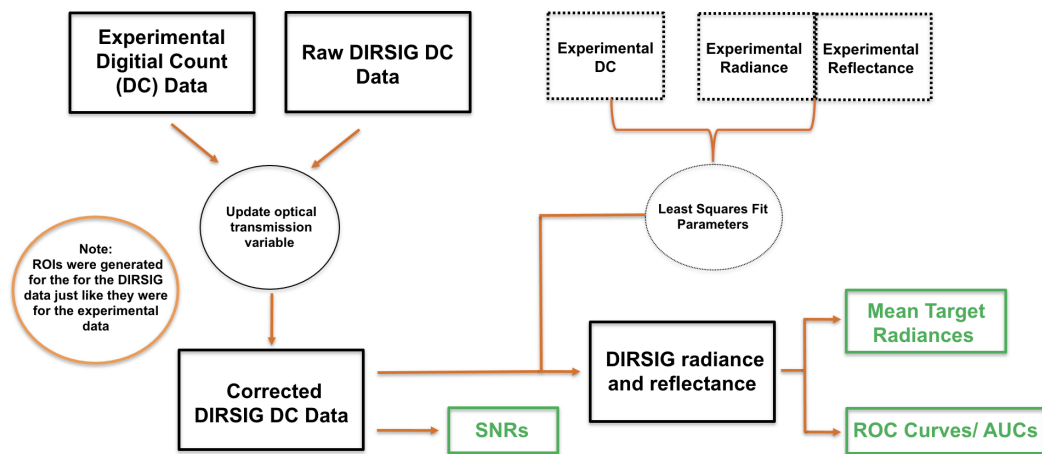 Experimental
Digitial Count
(DC) Data
Raw DIRSIG DC
Data
Experimental
DC
Experimental
Radiance
Experimental
Reflectance
Update optical
transmission
variable
Least Squares Fit
Parameters
Note:
ROIs were generated
for the for the DIRSIG
data just like they were
for the experimental
data
Corrected
DIRSIG DC Data
SNRs
DIRSIG radiance
and reflectance
Mean Target
Radiances
ROC Curves/ AUCs